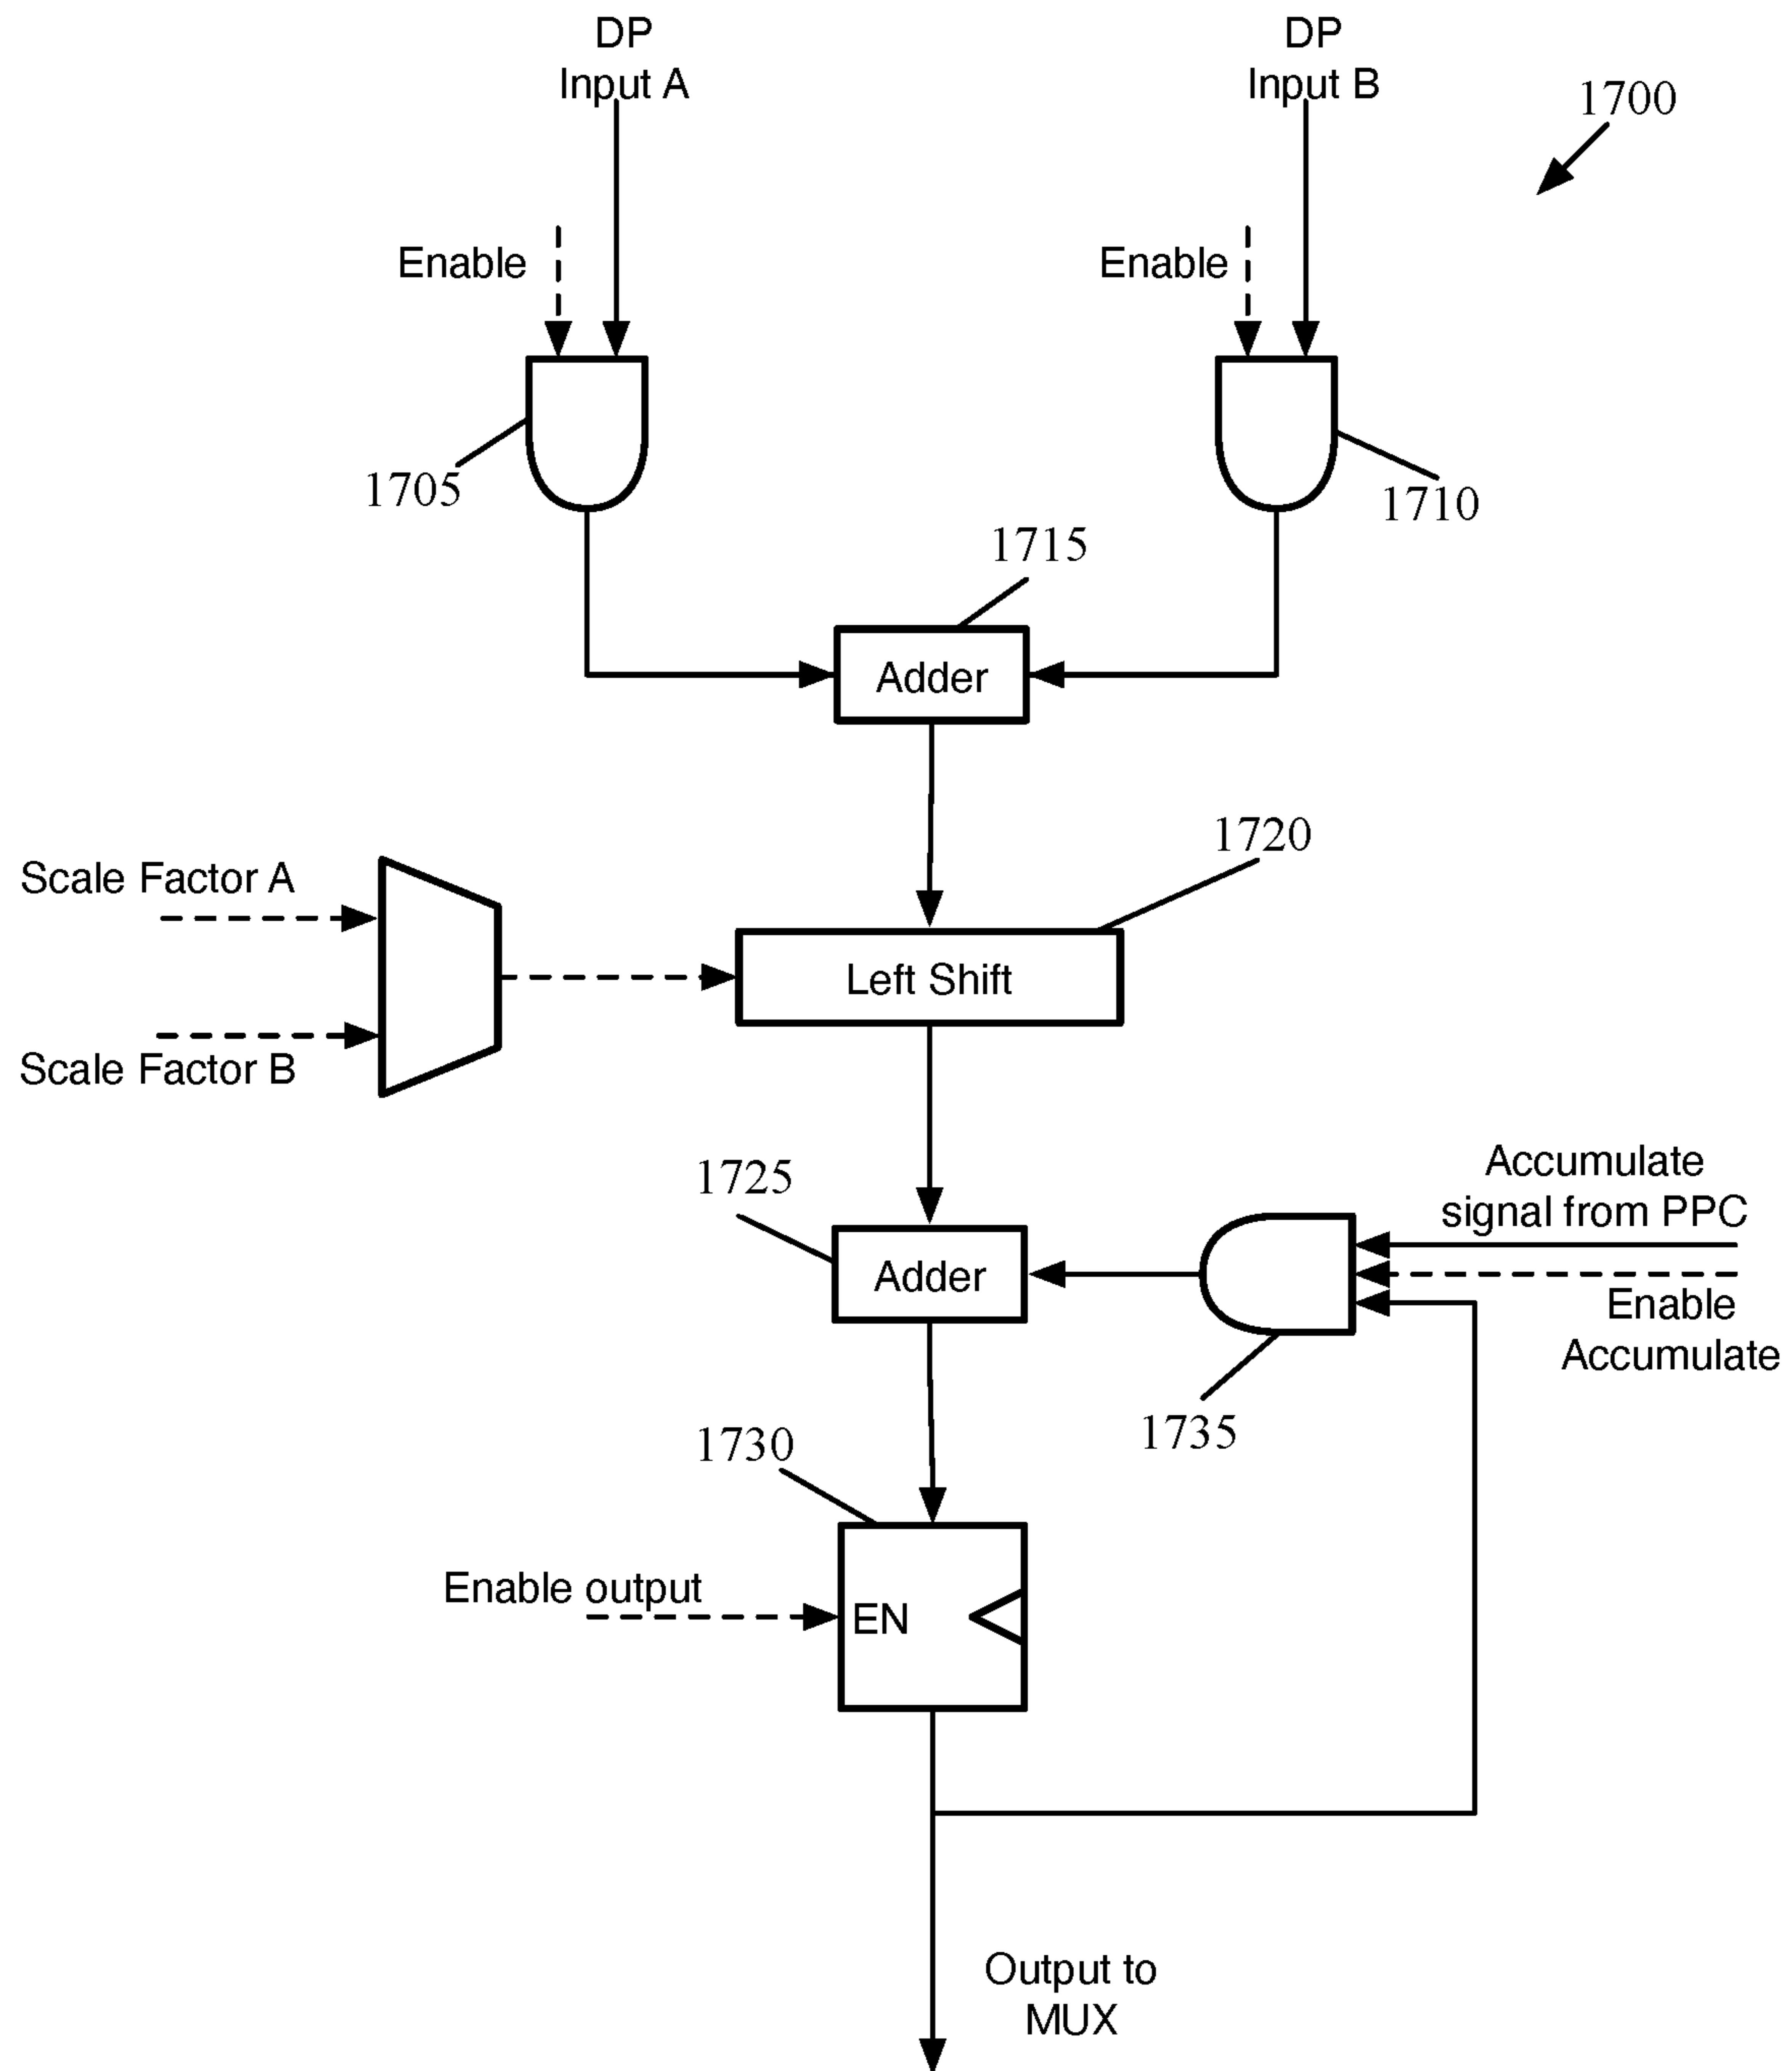 DP
Input A
DP
Input B
1700
Enable
Enable
1705
1710
1715
Adder
1720
Scale Factor A
Left Shift
Scale Factor B
Accumulate
signal from PPC
1725
Adder
Enable
Accumulate
1735
1730
Enable output
EN
Output to
MUX